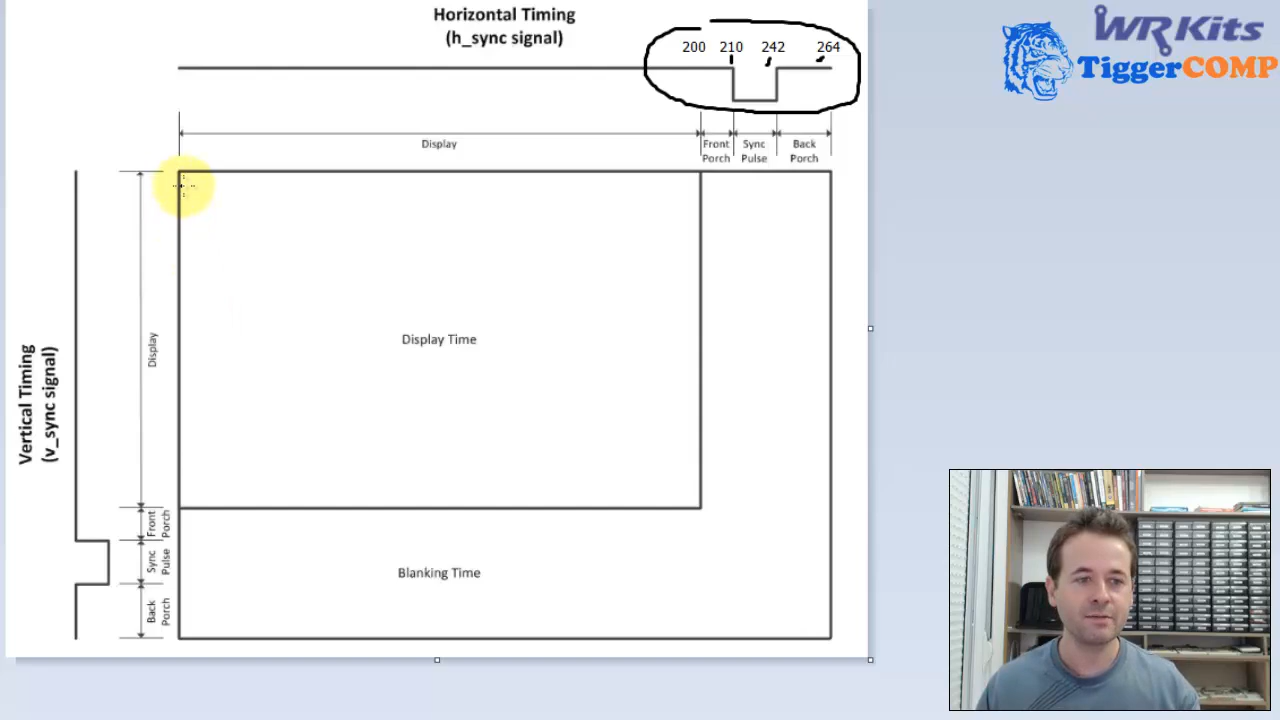 Horizontal Timing
(h_sync signal)
200 210 242 264
WR Kits
TiggerCOMP
Display
Front
Porch
Sync
Pulse
Back
Porch
Vertical Timing
(v_sync signal)
Display
Display Time
Front
Porch
Sync
Pulse
Back
Porch
Blanking Time